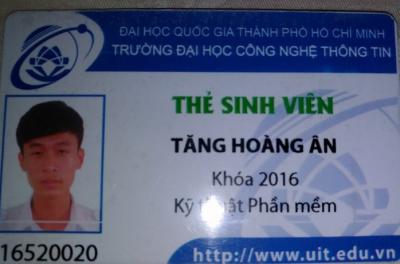 ĐẠI HỌC QUỐC GIA THÀNH PHỐ HỒ CHÍ MINH
TRƯỜNG ĐẠI HỌC CÔNG NGHỆ THÔNG TIN
THẺ SINH VIÊN
TĂNG HOÀNG ÂN
Khóa 2016
Kỹ thuật Phần mềm
16520020
http://www.uit.edu.vn